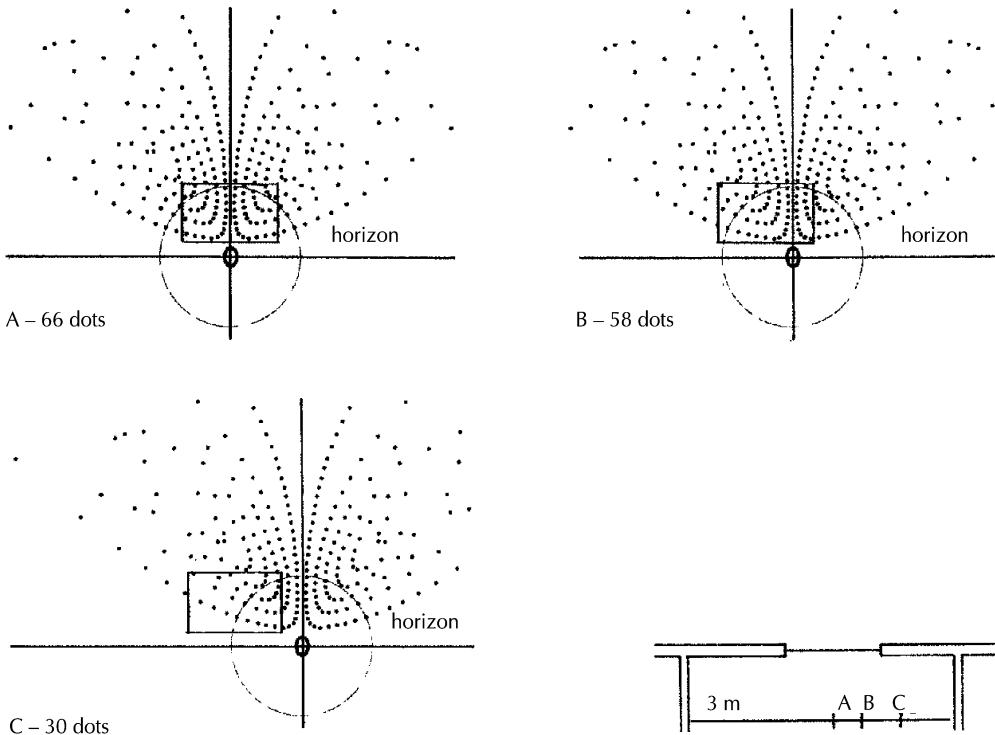 horizon
horizon
A – 66 dots
B – 58 dots
horizon
C – 30 dots
3 m A B C